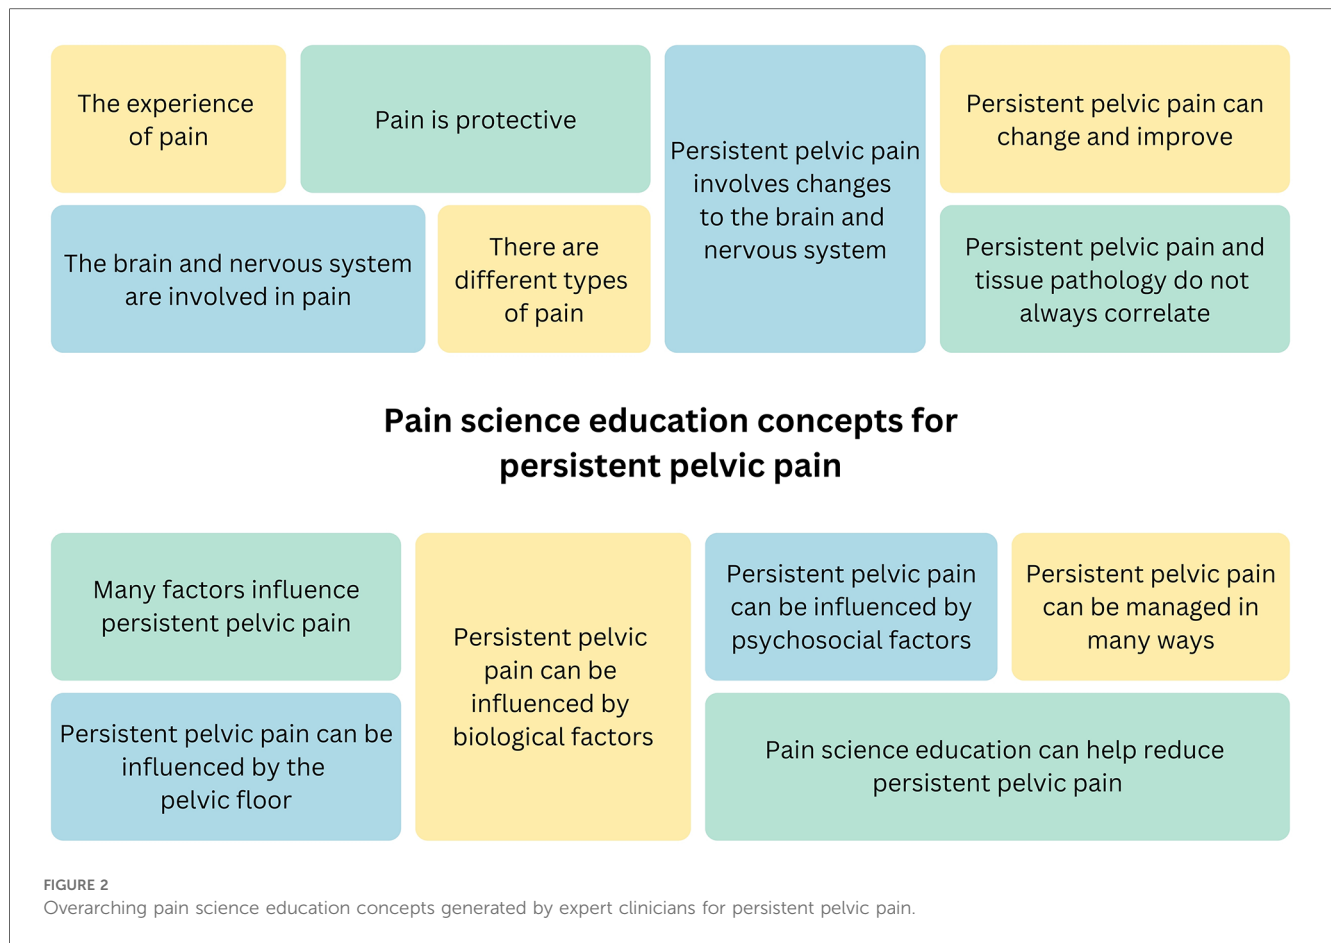 The experience
of pain
Pain is protective
Persistent pelvic pain
involves changes
to the brain and
nervous system
Persistent pelvic pain can
change and improve
The brain and nervous system
are involved in pain
There are
different types
of pain
Persistent pelvic pain and
tissue pathology do not
always correlate
Pain science education concepts for
persistent pelvic pain
Many factors influence
persistent pelvic pain
Persistent pelvic
pain can be
influenced by
biological factors
Persistent pelvic pain
can be influenced by
psychosocial factors
Persistent pelvic pain
can be managed in
many ways
Persistent pelvic pain can be
influenced by the
pelvic floor
Pain science education can help reduce
persistent pelvic pain
FIGURE 2
Overarching pain science education concepts generated by expert clinicians for persistent pelvic pain.